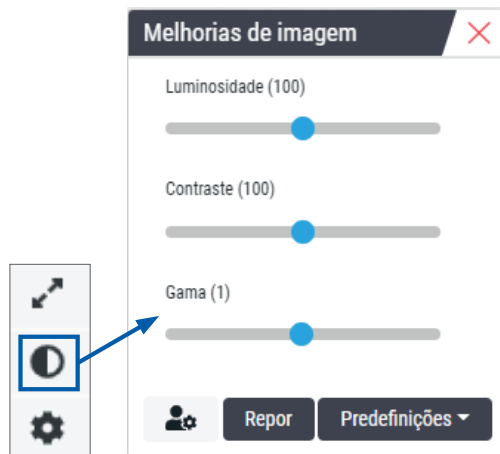 Melhorias de imagem
Luminosidade (100)
Contraste (100)
Gama (1)
Repor
Predefinições